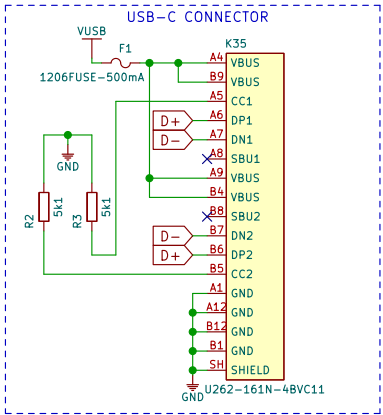 USB-C CONNECTOR
VUSB
F1
1206FUSE-500mA
K35
A4 VBUS
B9 VBUS
A5 CC1
D+ A6 DP1
D- A7 DN1
A8 SBU1
A9 VBUS
B4 VBUS
B8 SBU2
D- B7 DN2
D+ B6 DP2
B5 CC2
A1 GND
A12 GND
B12 GND
B1 GND
SH SHIELD
GND
R2
5k1
R3
5k1
GND
U262-161N-4BVC11